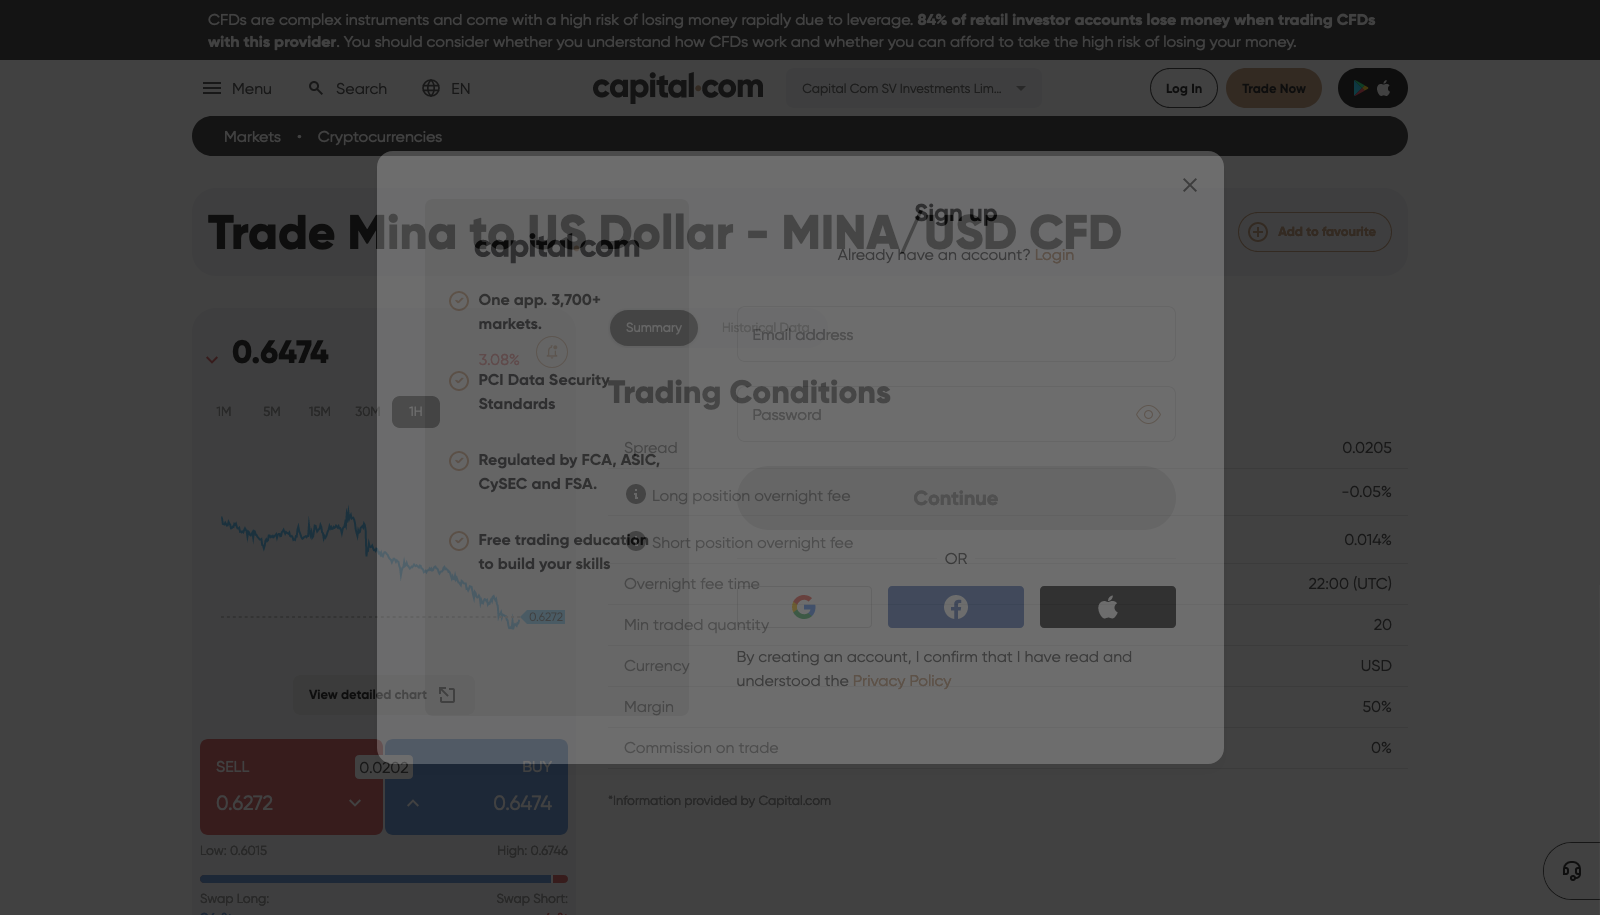 CFDs are complex instruments and come with a high risk of losing money rapidly due to leverage. 84% of retail investor accounts lose money when trading CFDs
with this provider. You should consider whether you understand how CFDs work and whether you can afford to take the high risk of losing your money.
Menu
Search
EN
capital.com
Capital Com SV Investments Lim...
Log In
Trade Now
Markets • Cryptocurrencies
Trade Mina to US Dollar - MINA/USD CFD
Add to favourite
0.6474
3.08%
1M 5M 15M 30M 1H
0.6272
View detailed chart
SELL
0.6272
0.0202
BUY
0.6474
Low: 0.6015
High: 0.6746
Swap Long:
Swap Short:
Summary
Historical Data
Trading Conditions
Spread 0.0205
Long position overnight fee -0.05%
Short position overnight fee 0.014%
Overnight fee time 22:00 (UTC)
Min traded quantity 20
Currency USD
Margin 50%
Commission on trade 0%
*Information provided by Capital.com
capital.com
One app. 3,700+
markets.
PCI Data Security
Standards
Regulated by FCA, ASIC,
CySEC and FSA.
Free trading education
to build your skills
Sign up
Already have an account? Login
Email address
Password
Continue
OR
By creating an account, I confirm that I have read and
understood the Privacy Policy